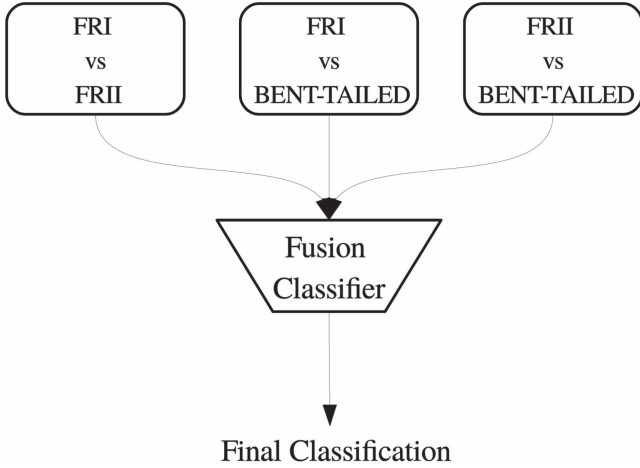 FRI
vs
FRII
FRI
vs
BENT-TAILED
FRII
vs
BENT-TAILED
Fusion
Classifier
Final Classification